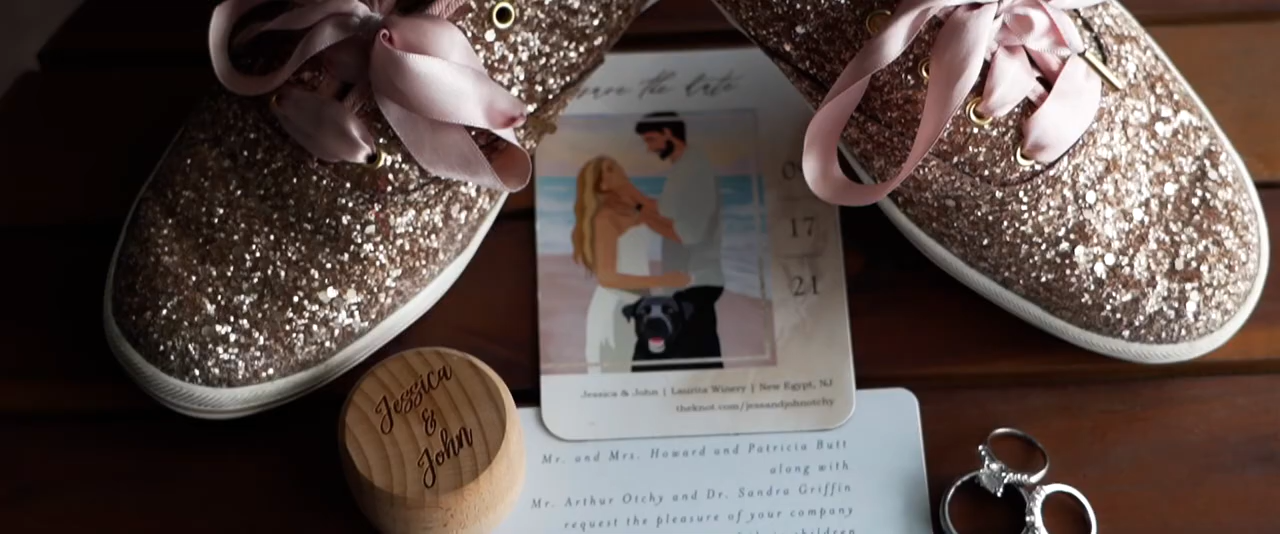 save the date
17
21
Jessica & John | Laurita Winery | New Egypt, NJ
theknot.com/jessandjohnotchy
Jessica
&
John
Mr. and Mrs. Howard and Patricia Butt
along with
Mr. Arthur Otchy and Dr. Sandra Griffin
request the pleasure of your company
children